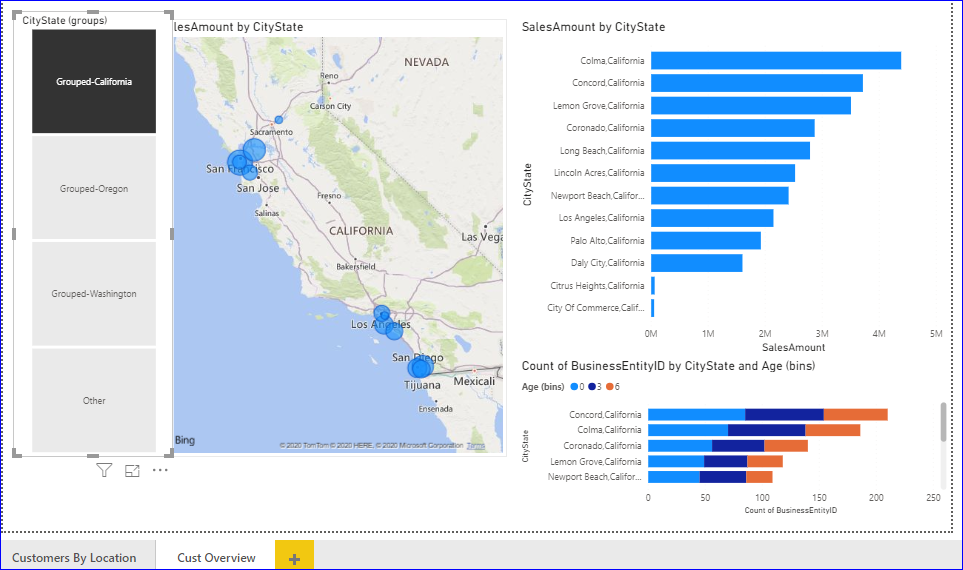 CityState (groups)
Grouped-California
Grouped-Oregon
Grouped-Washington
Other
lesAmount by CityState
NEVADA
Reno
Carson City
Sacramento
San Francisco
San Jose
Salinas
Fresno
CALIFORNIA
Las Vega
Bakersfield
Los Angeles
San Diego
Tijuana
Mexicali
Ensenada
Bing
© 2020 TomTom © 2020 HERE, © 2020 Microsoft Corporation Terms
SalesAmount by CityState
CityState
Colma,California
Concord,California
Lemon Grove,California
Coronado,California
Long Beach,California
Lincoln Acres,California
Newport Beach,Califor...
Los Angeles,California
Palo Alto,California
Daly City,California
Citrus Heights,California
City Of Commerce,Calif...
0M 1M 2M 3M 4M 5M
SalesAmount
Count of BusinessEntityID by CityState and Age (bins)
Age (bins) 0 3 6
CityState
Concord,California
Colma,California
Coronado,California
Lemon Grove,California
Newport Beach,Califor...
0 50 100 150 200 250
Count of BusinessEntityID
Customers By Location
Cust Overview
+